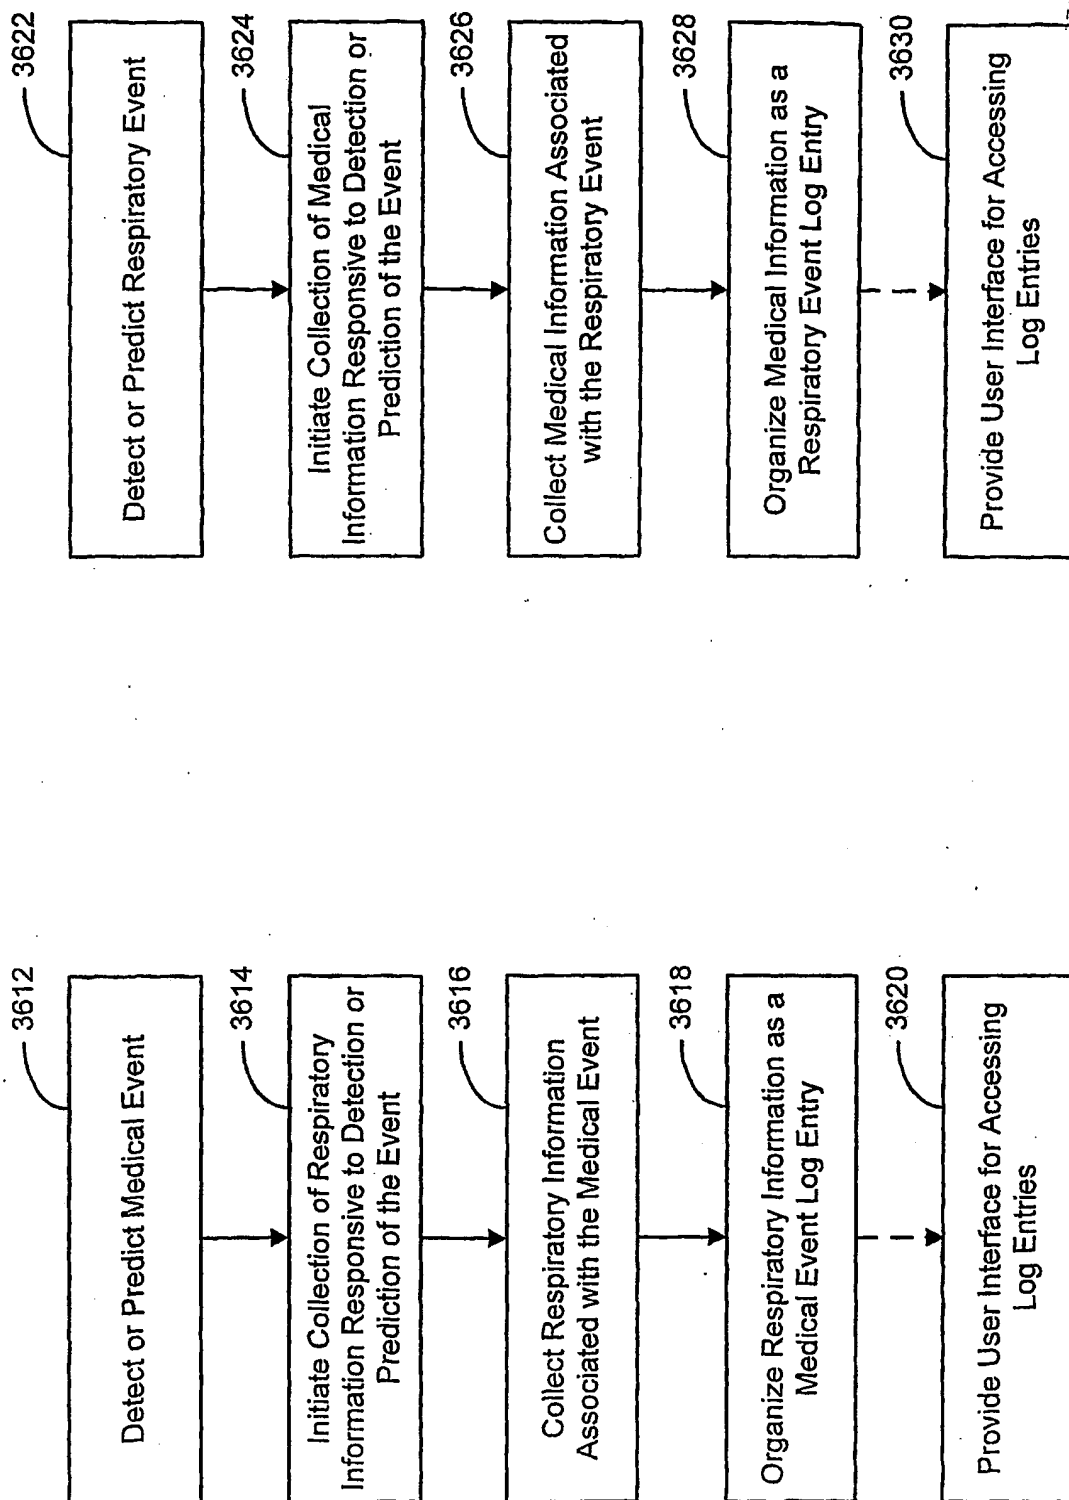 3612
Detect or Predict Medical Event
3614
Initiate Collection of Respiratory
Information Responsive to Detection or
Prediction of the Event
3616
Collect Respiratory Information
Associated with the Medical Event
3618
Organize Respiratory Information as a
Medical Event Log Entry
3620
Provide User Interface for Accessing
Log Entries
3622
Detect or Predict Respiratory Event
3624
Initiate Collection of Medical
Information Responsive to Detection or
Prediction of the Event
3626
Collect Medical Information Associated
with the Respiratory Event
3628
Organize Medical Information as a
Respiratory Event Log Entry
3630
Provide User Interface for Accessing
Log Entries